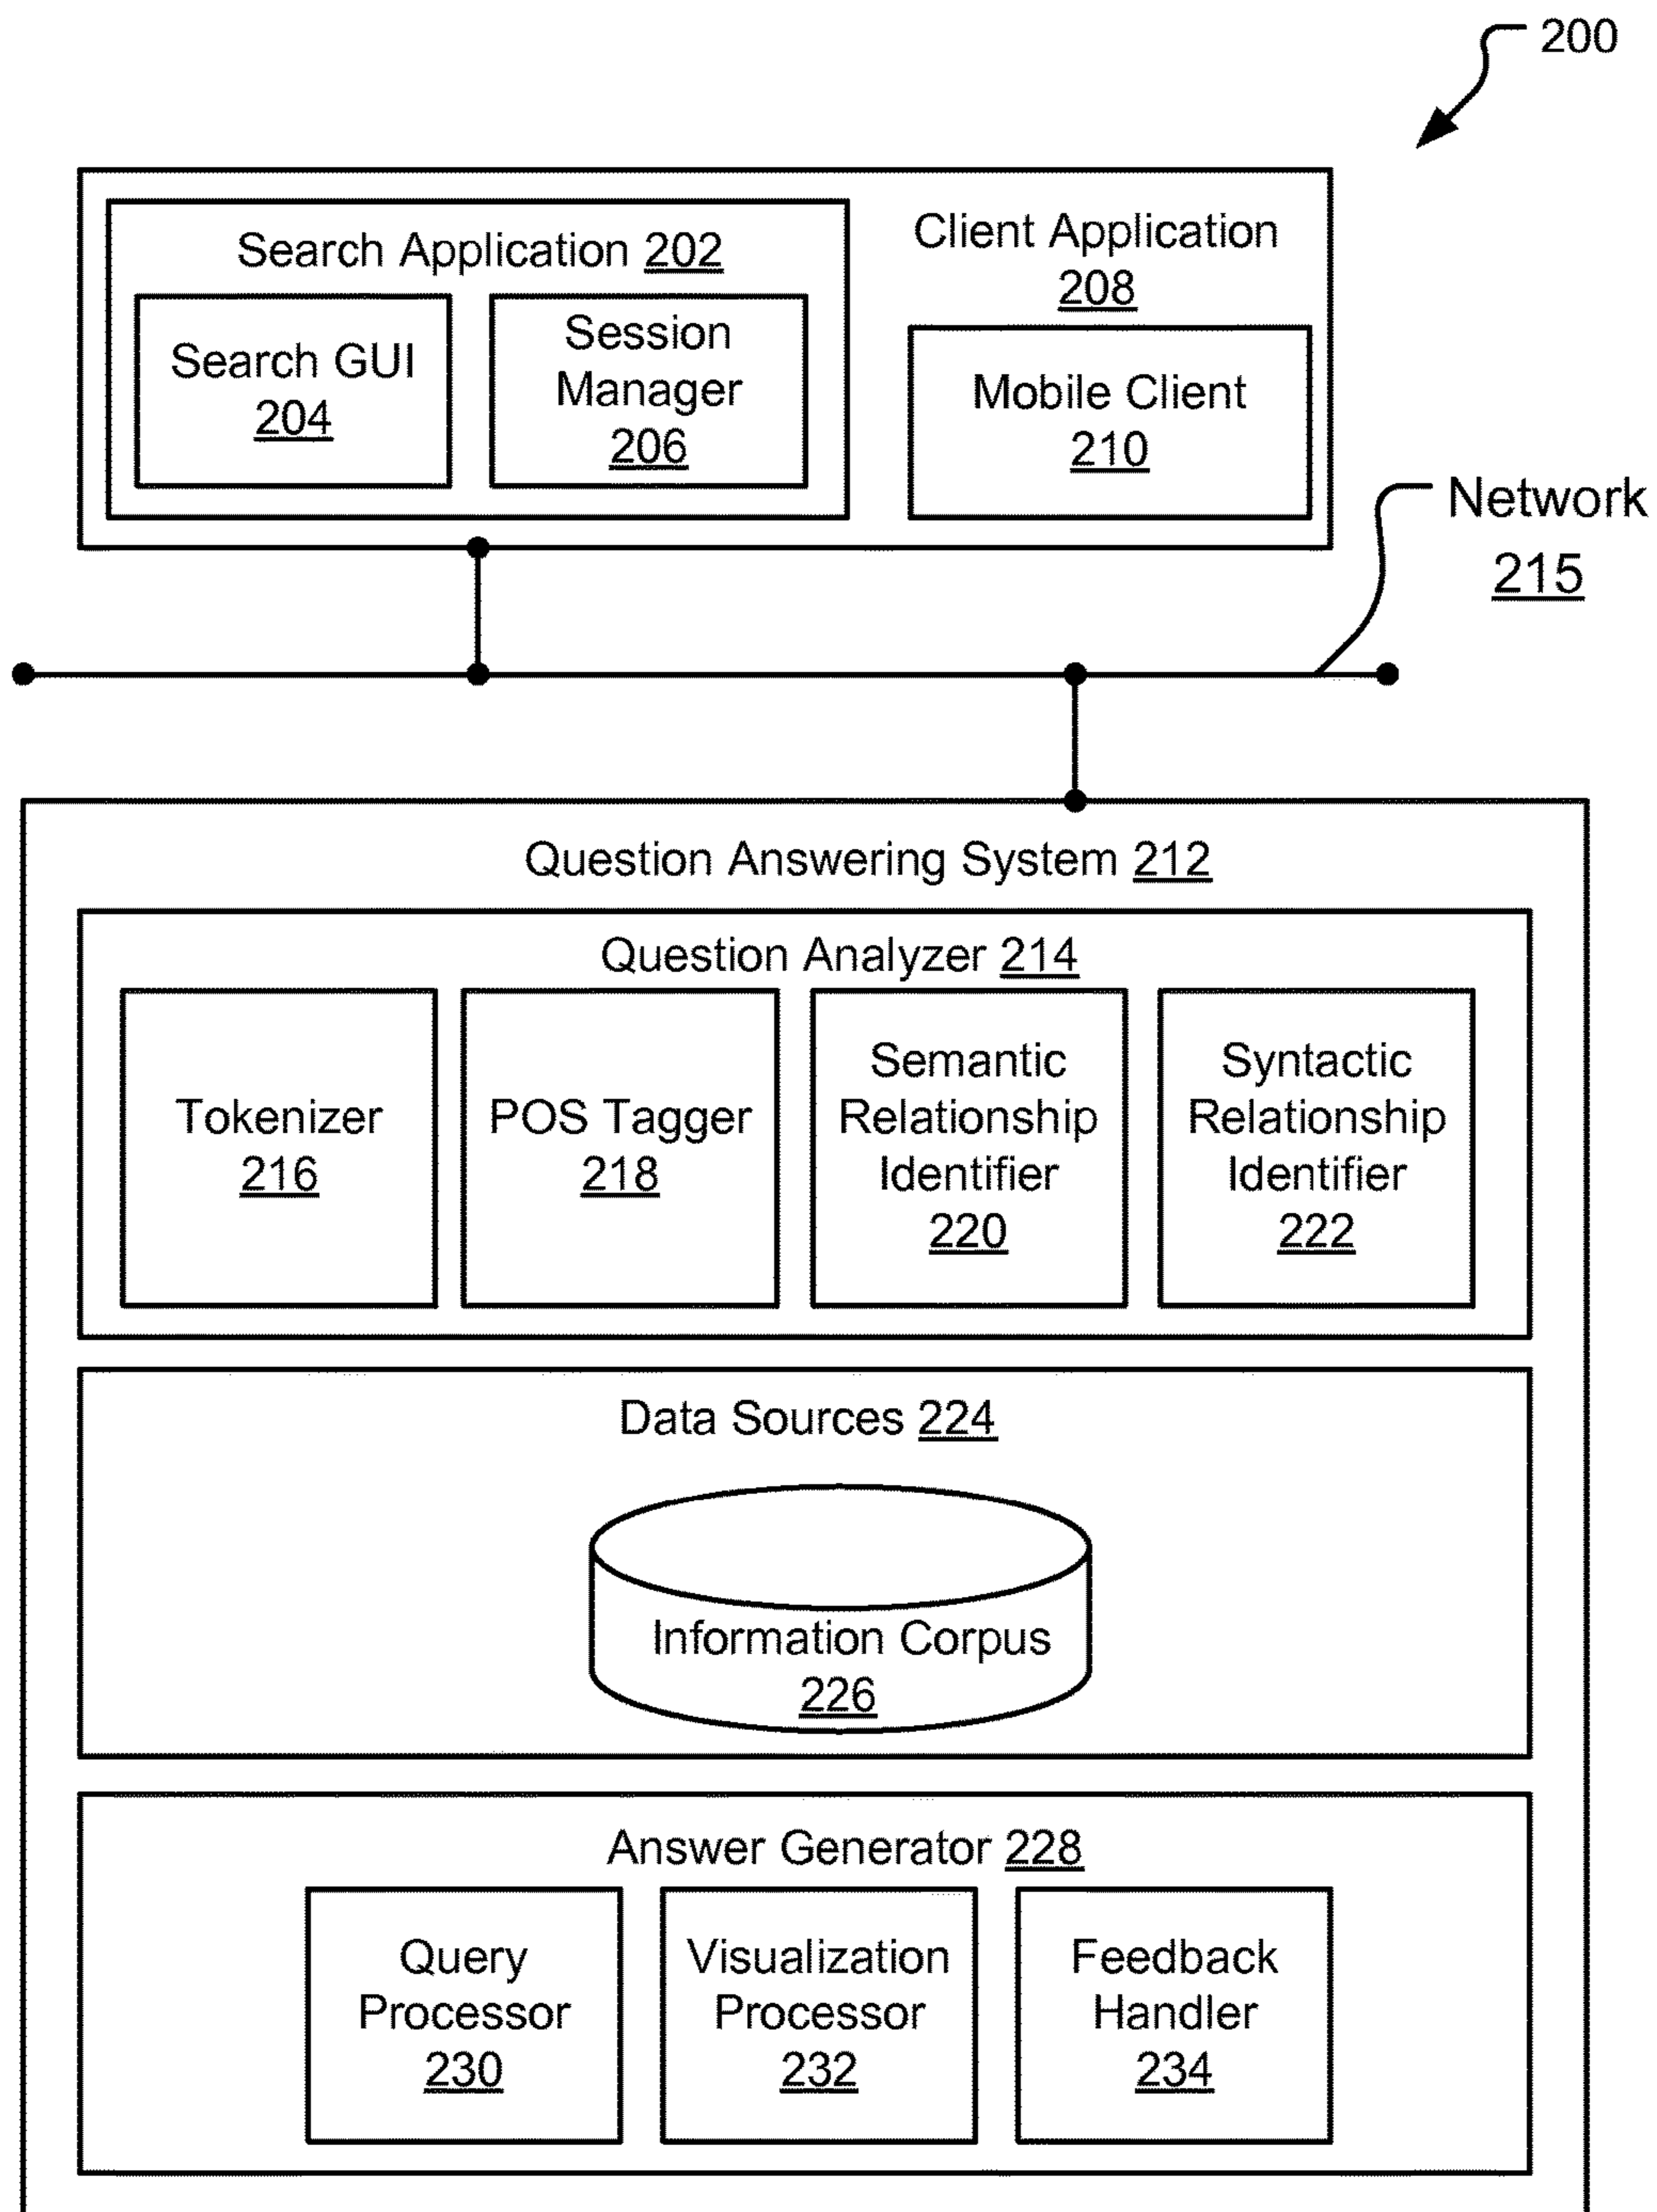 200
Search Application 202
Client Application
208
Search GUI
204
Session
Manager
206
Mobile Client
210
Network
215
Question Answering System 212
Question Analyzer 214
Tokenizer
216
POS Tagger
218
Semantic
Relationship
Identifier
220
Syntactic
Relationship
Identifier
222
Data Sources 224
Information Corpus
226
Answer Generator 228
Query
Processor
230
Visualization
Processor
232
Feedback
Handler
234